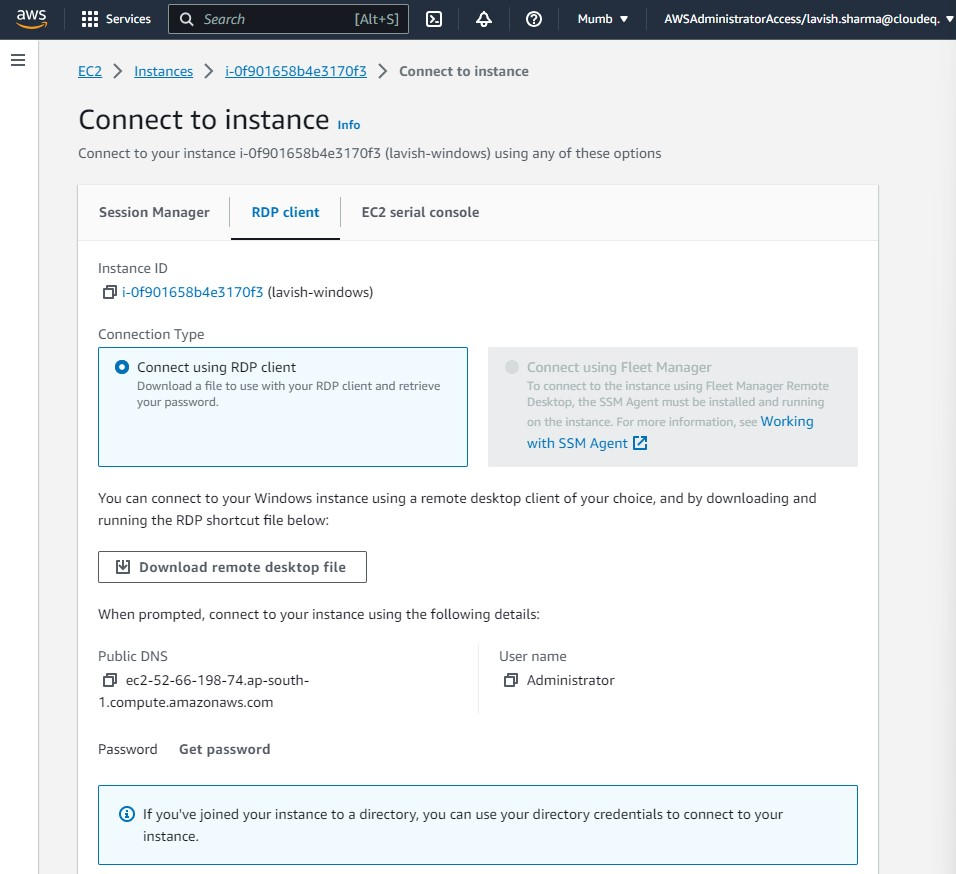 aws Services Search [Alt+S] Mumb AWSAdministratorAccess/lavish.sharma@cloudeq.
EC2 Instances i-0f901658b4e3170f3 Connect to instance
Connect to instance Info
Connect to your instance i-0f901658b4e3170f3 (lavish-windows) using any of these options
Session Manager RDP client EC2 serial console
Instance ID
i-0f901658b4e3170f3 (lavish-windows)
Connection Type
Connect using RDP client
Download a file to use with your RDP client and retrieve
your password.
Connect using Fleet Manager
To connect to the instance using Fleet Manager Remote
Desktop, the SSM Agent must be installed and running
on the instance. For more information, see Working
with SSM Agent
You can connect to your Windows instance using a remote desktop client of your choice, and by downloading and
running the RDP shortcut file below:
Download remote desktop file
When prompted, connect to your instance using the following details:
Public DNS
ec2-52-66-198-74.ap-south-
1.compute.amazonaws.com
User name
Administrator
Password Get password
If you've joined your instance to a directory, you can use your directory credentials to connect to your
instance.